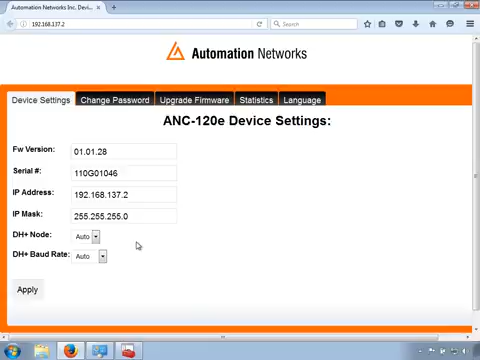 Automation Networks Inc. Devi...
192.168.137.2
Search
Automation Networks
Device Settings
Change Password
Upgrade Firmware
Statistics
Language
ANC-120e Device Settings:
Fw Version:
01.01.28
Serial #:
110G01046
IP Address:
192.168.137.2
IP Mask:
255.255.255.0
DH+ Node:
Auto
DH+ Baud Rate:
Auto
Apply